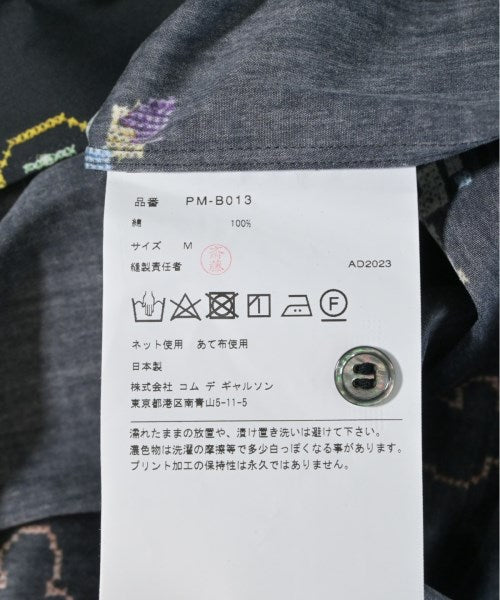 品番 PM-B013
綿 100%
サイズ M
縫製責任者 齋藤
AD2023
F
ネット使用 あて布使用
日本製
株式会社 コム デ ギャルソン
東京都港区南青山5-11-5
濡れたままの放置や、漬け置き洗いは避けて下さい。
濃色物は洗濯の摩擦等で多少白っぽくなる事があります。
プリント加工の保持性は永久ではありません。